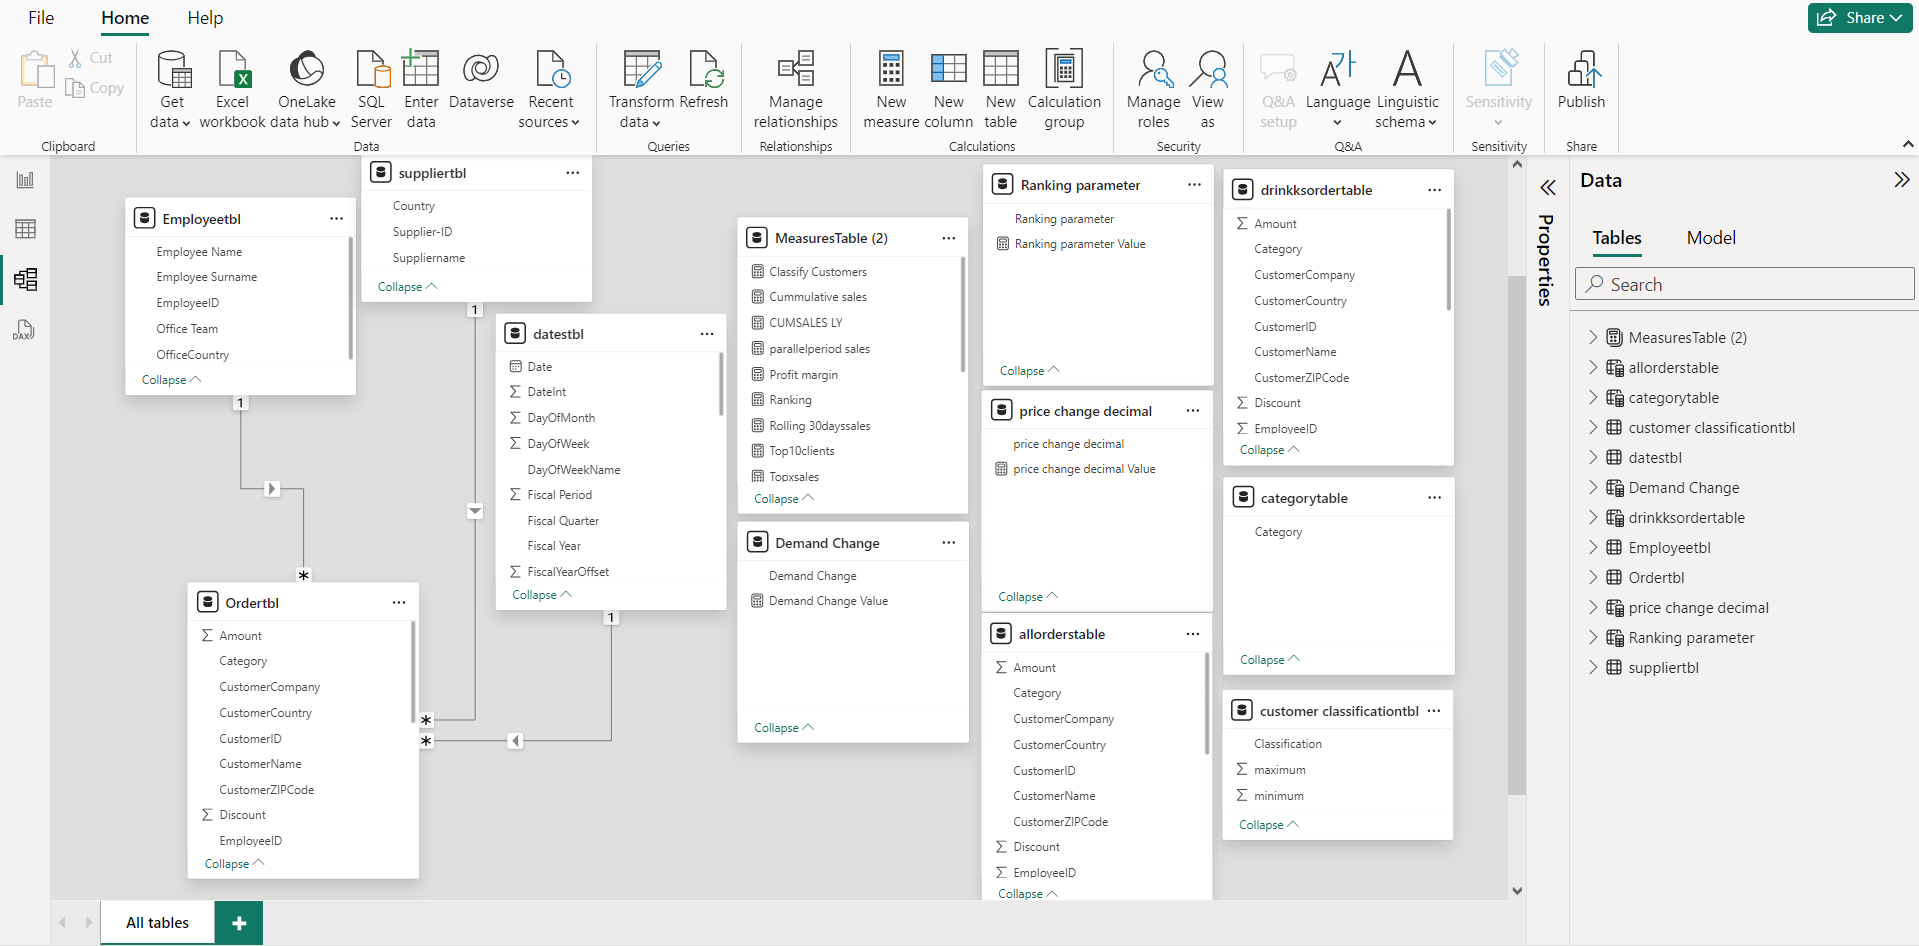 File
Home
Help
Share
Paste
Cut
Copy
Get data
Excel workbook
OneLake data hub
SQL Server
Enter data
Dataverse
Recent sources
Transform data
Refresh
Manage relationships
New measure
New column
New table
Calculation group
Manage roles
View as
Q&A setup
Language
Linguistic schema
Sensitivity
Publish
Clipboard
Data
Queries
Relationships
Calculations
Security
Q&A
Sensitivity
Share
Employeetbl
Employee Name
Employee Surname
EmployeeID
Office Team
OfficeCountry
Collapse
1
suppliertbl
Country
Supplier-ID
Suppliername
Collapse
1
datestbl
Date
DateInt
DayOfMonth
DayOfWeek
DayOfWeekName
Fiscal Period
Fiscal Quarter
Fiscal Year
FiscalYearOffset
Collapse
1
*
Ordertbl
Amount
Category
CustomerCompany
CustomerCountry
CustomerID
CustomerName
CustomerZIPCode
Discount
EmployeeID
Collapse
*
*
MeasuresTable (2)
Classify Customers
Cummulative sales
CUMSALES LY
parallelperiod sales
Profit margin
Ranking
Rolling 30dayssales
Top10clients
Topxsales
Collapse
Demand Change
Demand Change
Demand Change Value
Collapse
Ranking parameter
Ranking parameter
Ranking parameter Value
Collapse
price change decimal
price change decimal
price change decimal Value
Collapse
allorderstable
Amount
Category
CustomerCompany
CustomerCountry
CustomerID
CustomerName
CustomerZIPCode
Discount
EmployeeID
Collapse
drinkksordertable
Amount
Category
CustomerCompany
CustomerCountry
CustomerID
CustomerName
CustomerZIPCode
Discount
EmployeeID
Collapse
categorytable
Category
Collapse
customer classificationtbl
Classification
maximum
minimum
Collapse
Properties
Data
Tables
Model
Search
MeasuresTable (2)
allorderstable
categorytable
customer classificationtbl
datestbl
Demand Change
drinkksordertable
Employeetbl
Ordertbl
price change decimal
Ranking parameter
suppliertbl
DAX
All tables
+